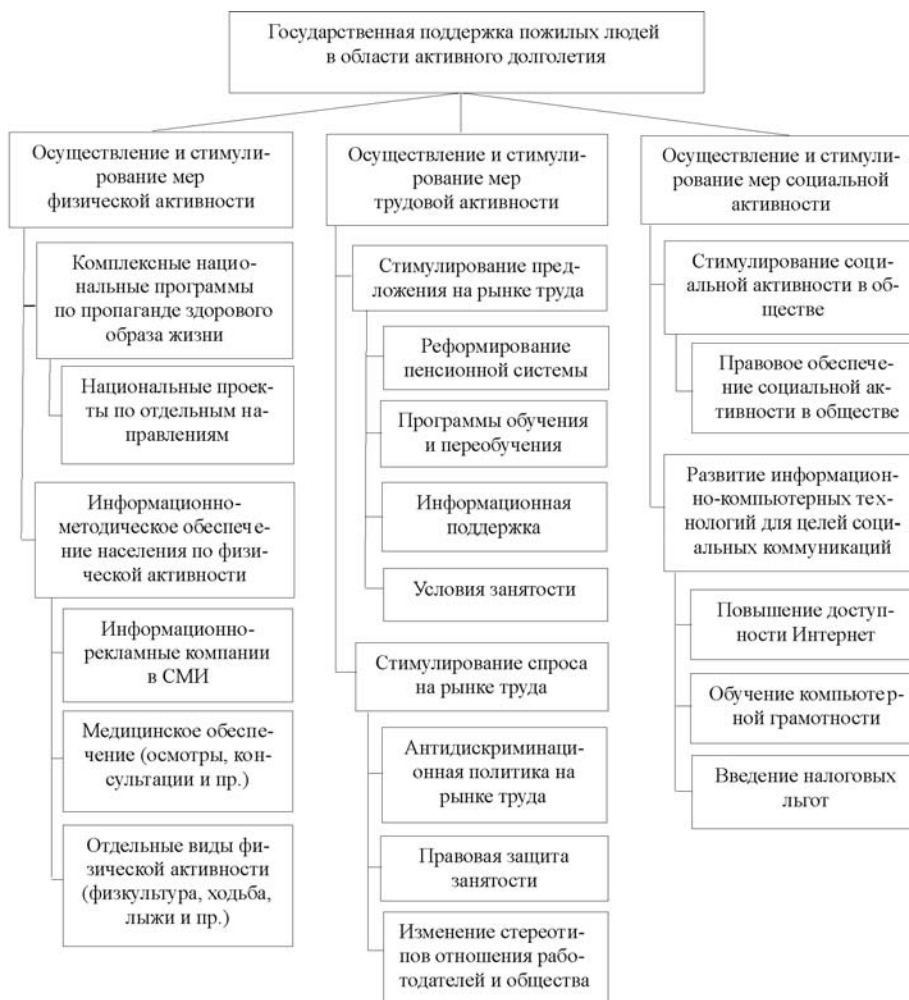 Государственная поддержка пожилых людей
в области активного долголетия
Осуществление и стимули-
рование мер
физической активности
Комплексные нацио-
нальные программы
по пропаганде здорового
образа жизни
Национальные проек-
ты по отдельным на-
правлениям
Информационно-
методическое обеспече-
ние населения по физи-
ческой активности
Информационно-
рекламные компании
в СМИ
Медицинское обеспе-
чение (осмотры, кон-
сультации и пр.)
Отдельные виды фи-
зической активности
(физкультура, ходьба,
лыжи и пр.)
Осуществление и стимули-
рование мер
трудовой активности
Стимулирование пред-
ложения на рынке труда
Реформирование
пенсионной системы
Программы обучения
и переобучения
Информационная
поддержка
Условия занятости
Стимулирование спроса
на рынке труда
Антидискриминаци-
онная политика на
рынке труда
Правовая защита
занятости
Изменение стереоти-
пов отношения рабо-
тодателей и общества
Осуществление и стимули-
рование мер социальной
активности
Стимулирование соци-
альной активности в об-
ществе
Правовое обеспече-
ние социальной ак-
тивности в обществе
Развитие информацион-
но-компьютерных тех-
нологий для целей соци-
альных коммуникаций
Повышение доступ-
ности Интернет
Обучение компьютер-
ной грамотности
Введение налоговых
льгот